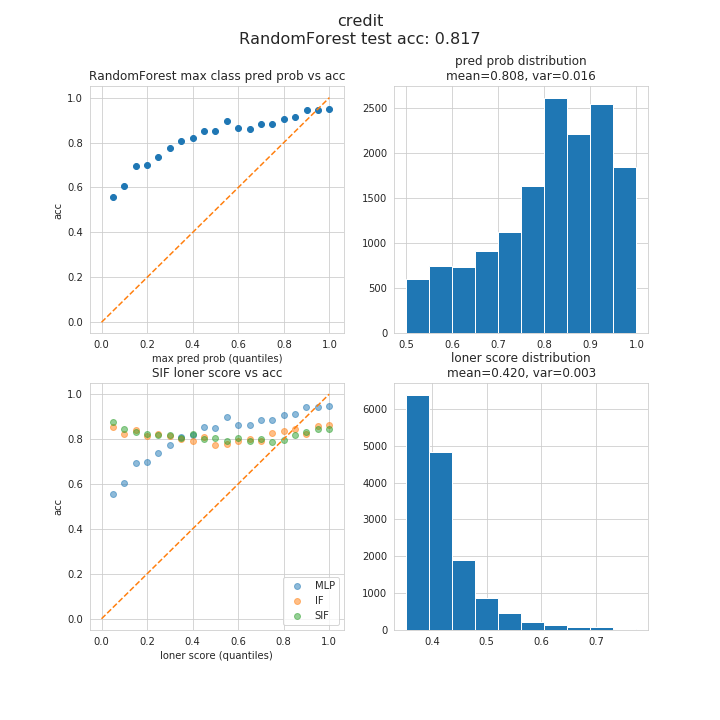 credit
RandomForest test acc: 0.817
RandomForest max class pred prob vs acc
1.0
0.8
0.6
0.4
0.2
0.0
acc
0.0 0.2 0.4 0.6 0.8 1.0
max pred prob (quantiles)
pred prob distribution
mean=0.808, var=0.016
2500
2000
1500
1000
500
0
0.5 0.6 0.7 0.8 0.9 1.0
SIF loner score vs acc
1.0
0.8
0.6
0.4
0.2
0.0
acc
MLP
IF
SIF
0.0 0.2 0.4 0.6 0.8 1.0
loner score (quantiles)
loner score distribution
mean=0.420, var=0.003
6000
5000
4000
3000
2000
1000
0
0.4 0.5 0.6 0.7